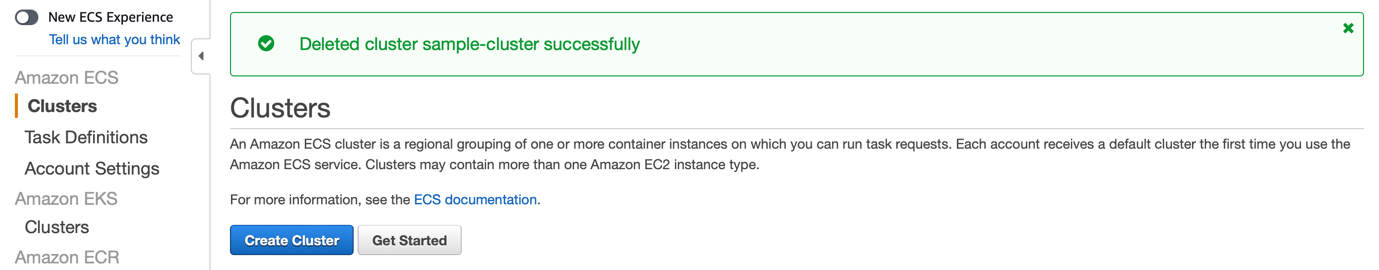 New ECS Experience
Tell us what you think
Amazon ECS
Clusters
Task Definitions
Account Settings
Amazon EKS
Clusters
Amazon ECR
Deleted cluster sample-cluster successfully
Clusters
An Amazon ECS cluster is a regional grouping of one or more container instances on which you can run task requests. Each account receives a default cluster the first time you use the
Amazon ECS service. Clusters may contain more than one Amazon EC2 instance type.
For more information, see the ECS documentation.
Create Cluster Get Started